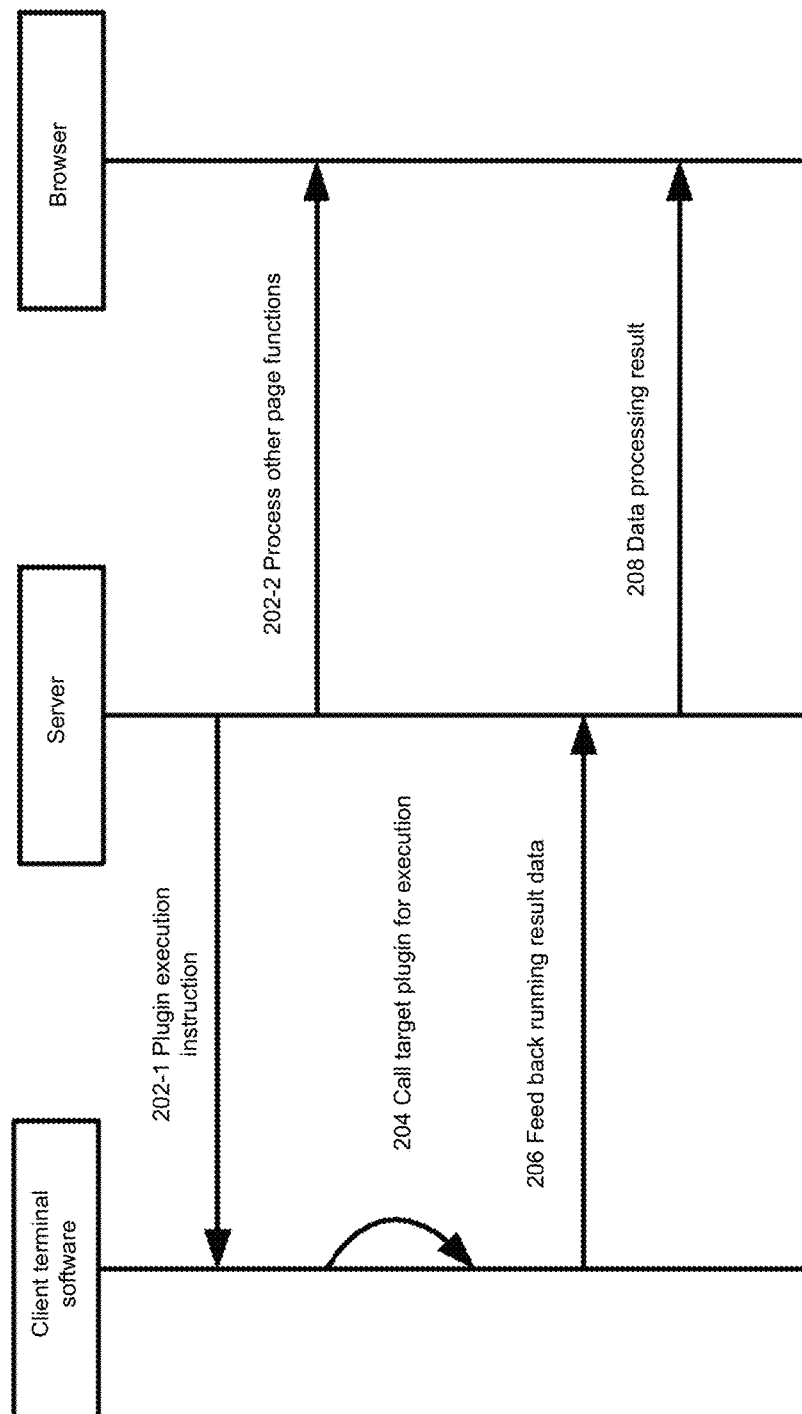 Client terminal
software
Server
Browser
202-1 Plugin execution
instruction
202-2 Process other page functions
204 Call target plugin for execution
206 Feed back running result data
208 Data processing result